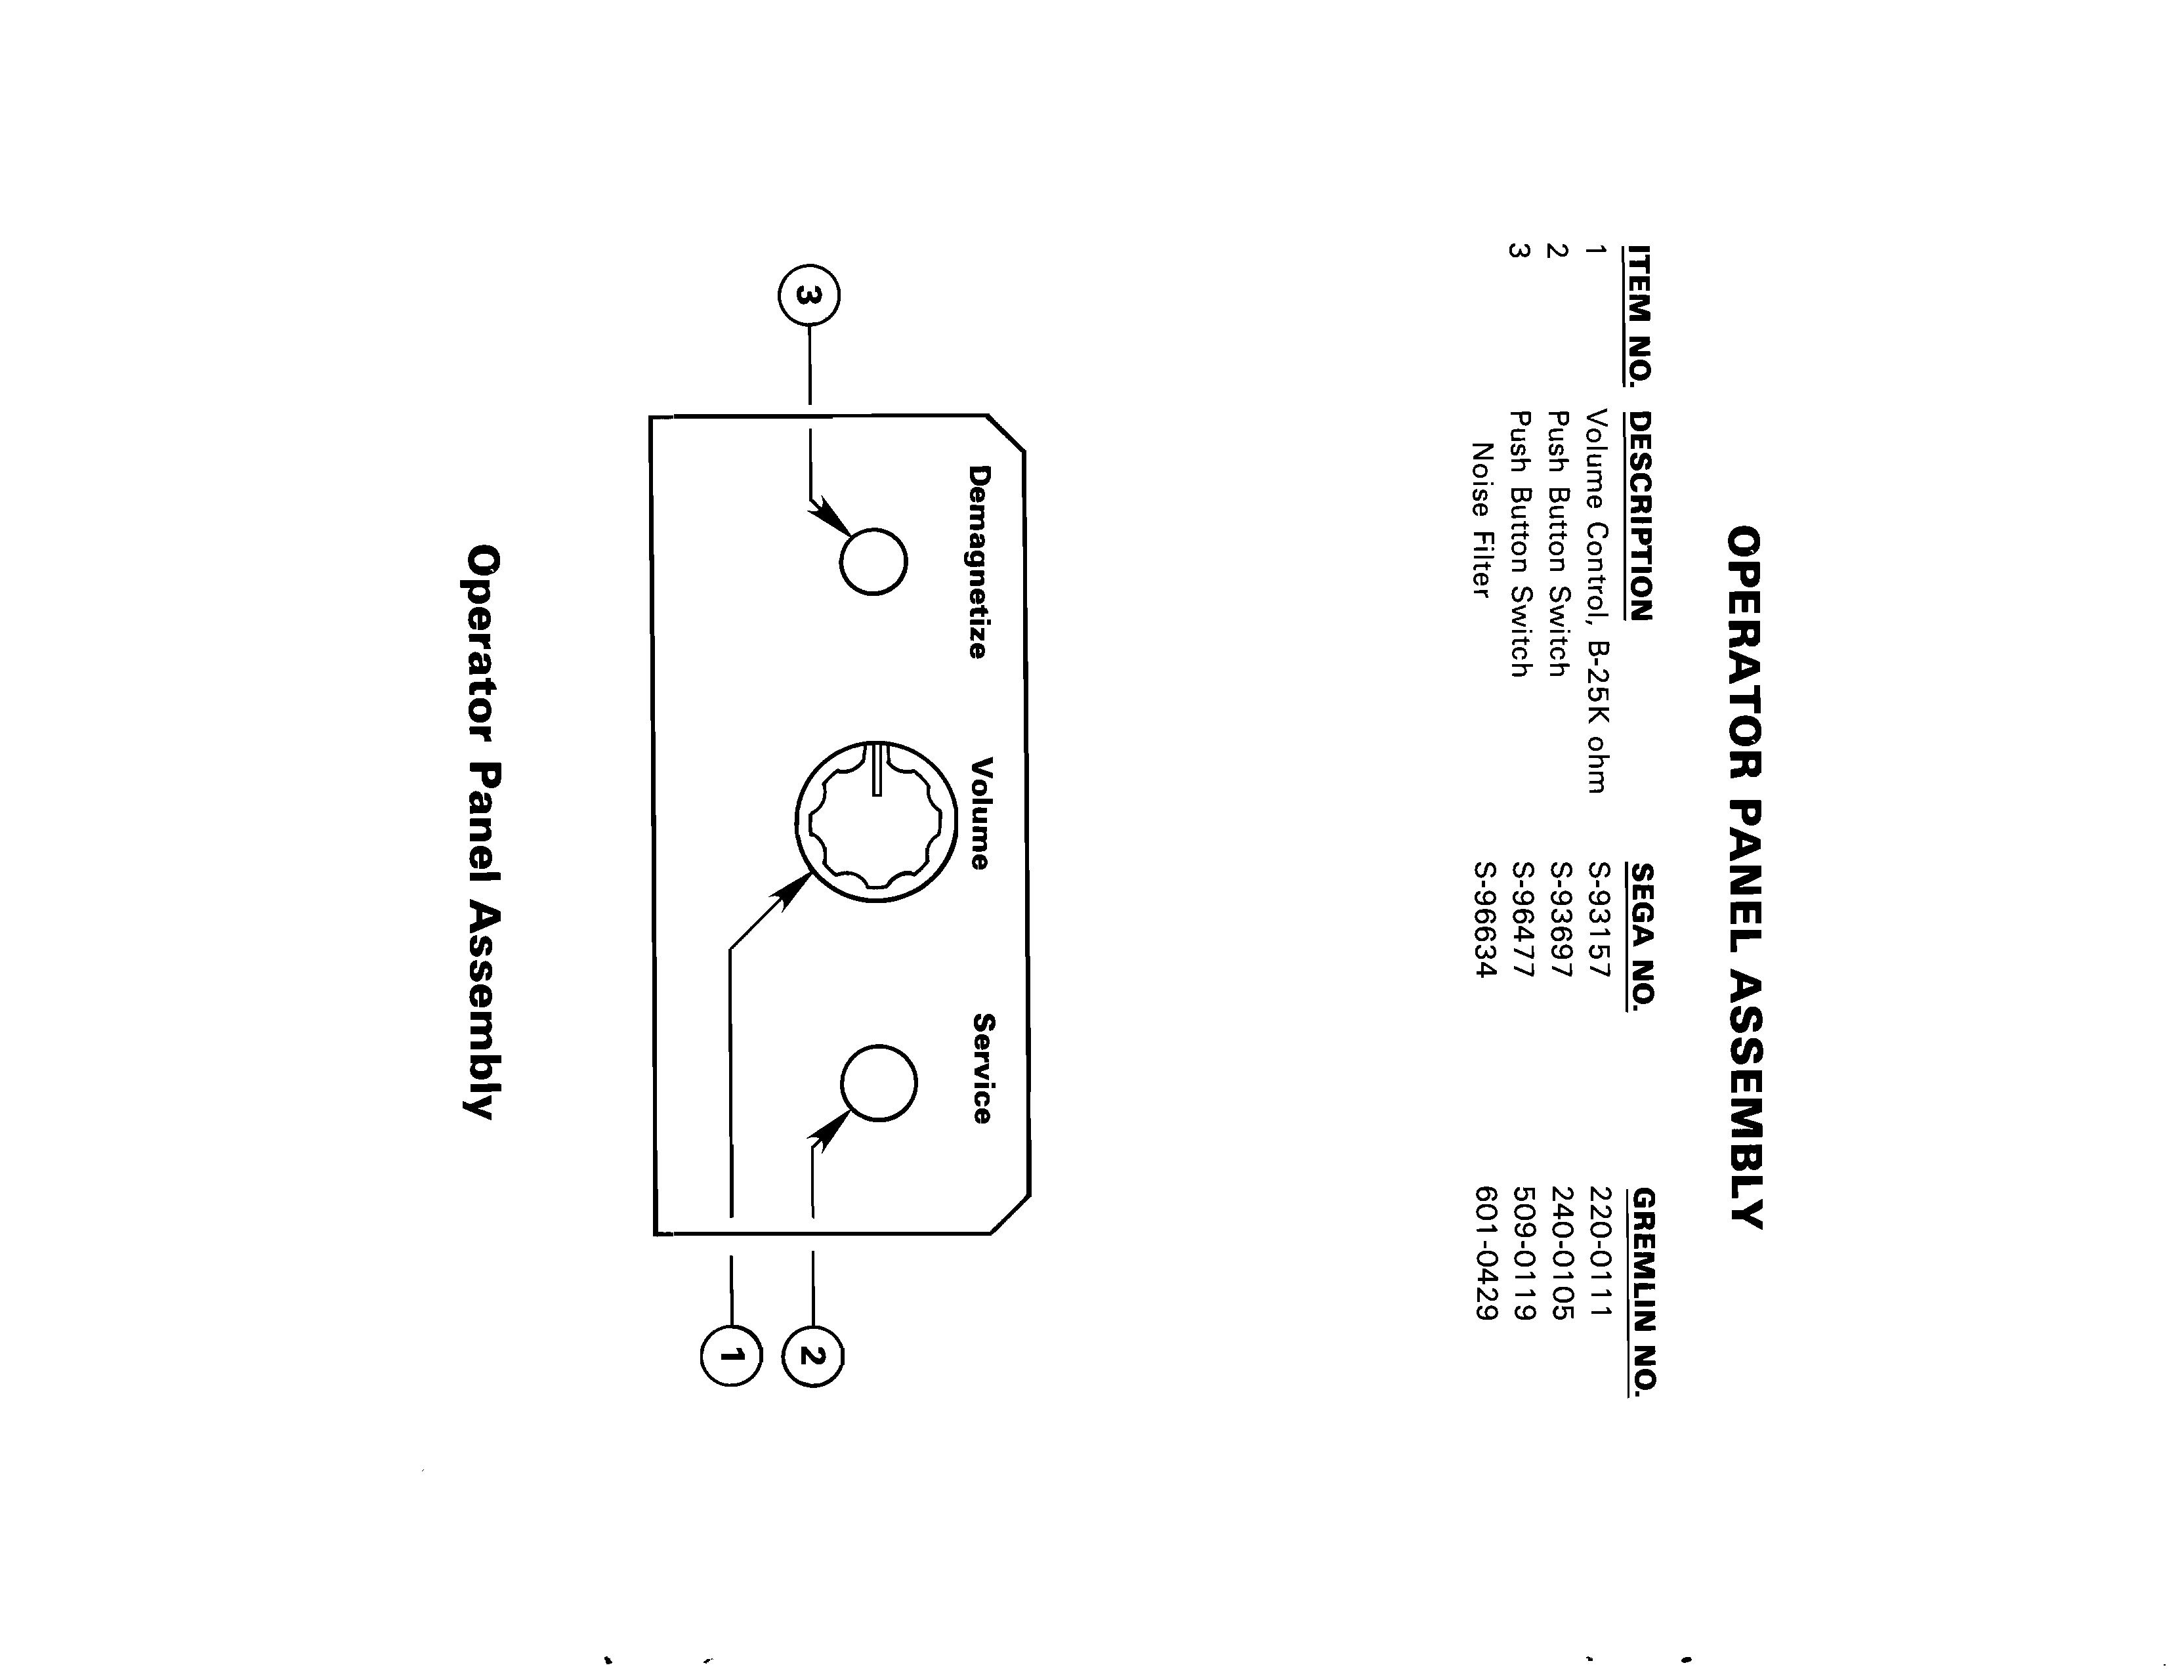 OPERATOR PANEL ASSEMBLY
ITEM NO. DESCRIPTION SEGA NO. GREMLIN NO.
1 Volume Control, B-25K ohm S-93157 220-0111
2 Push Button Switch S-93697 240-0105
3 Push Button Switch S-96477 509-0119
Noise Filter S-96634 601-0429
Demagnetize Volume Service
3
2
1
Operator Panel Assembly